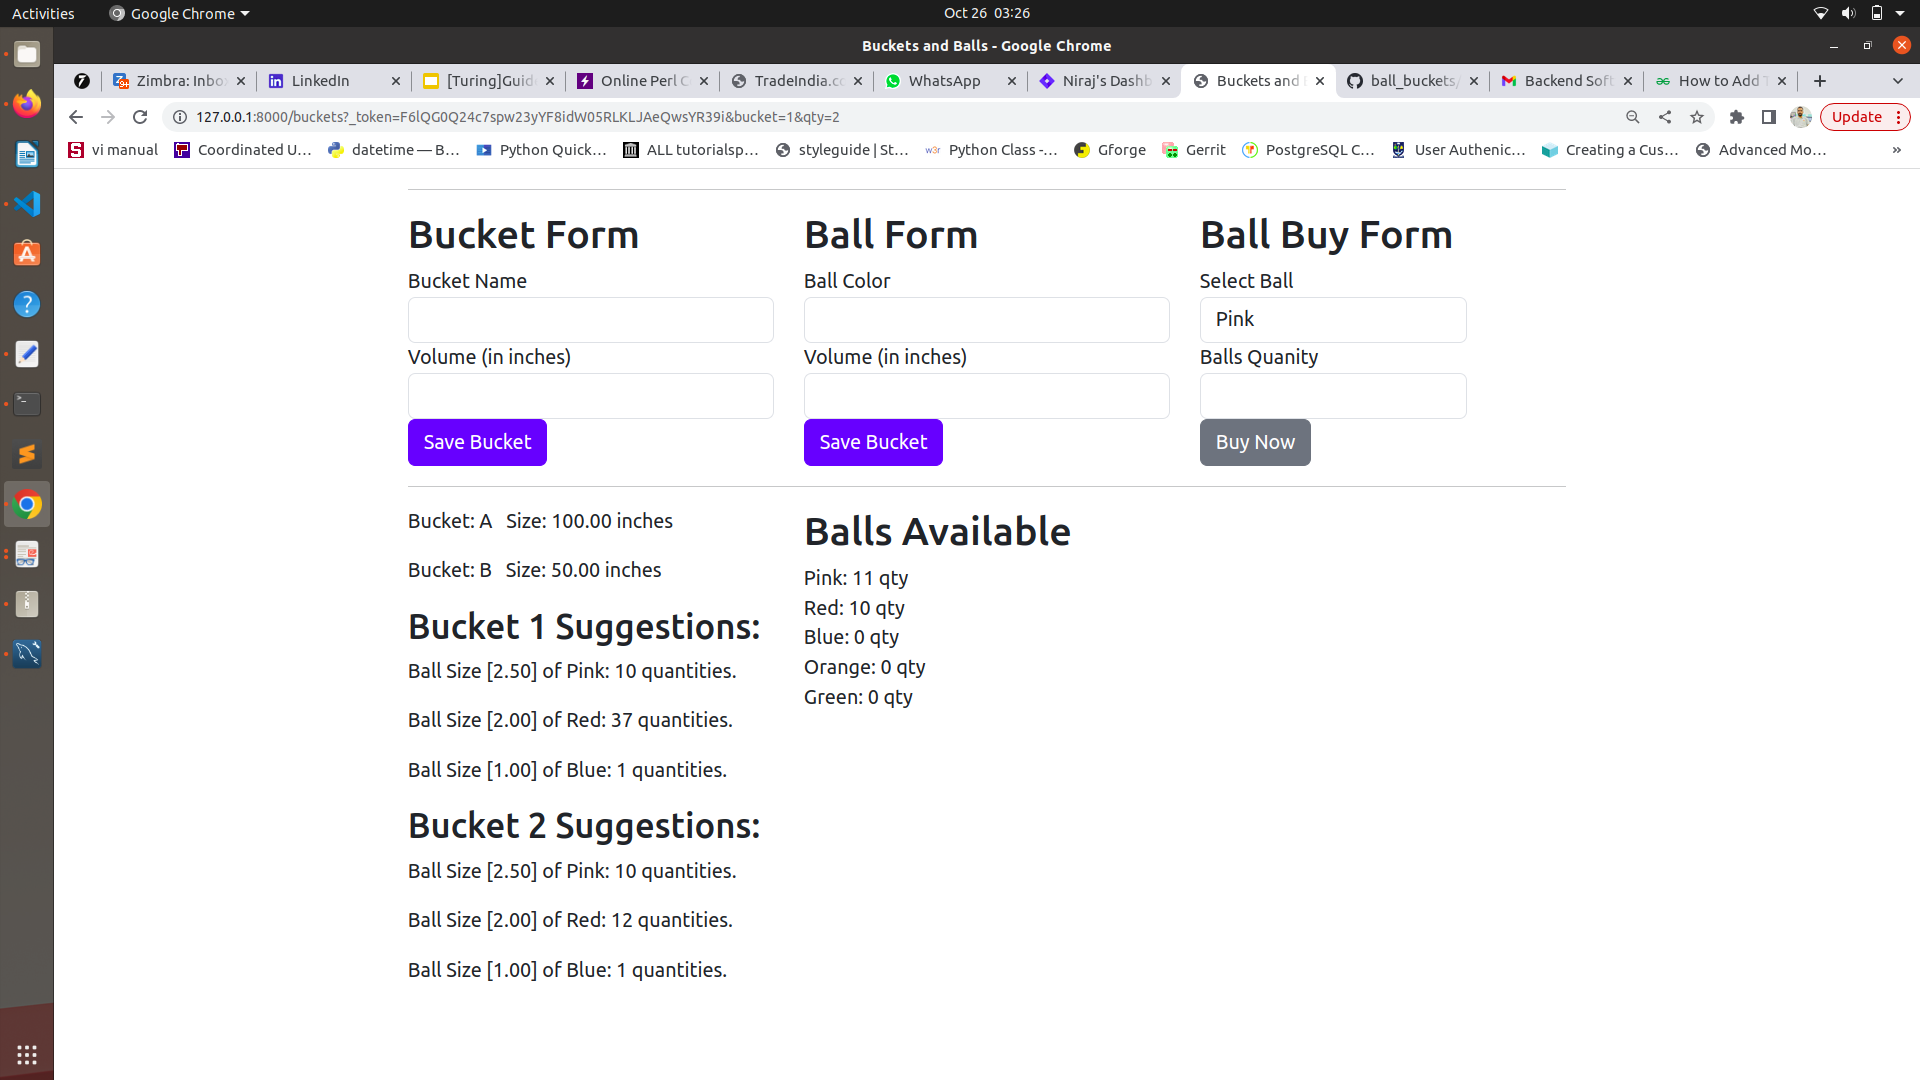 Activities
Google Chrome
Oct 26 03:26
Buckets and Balls - Google Chrome
Zimbra: Inbo
LinkedIn
[Turing]Guid
Online Perl C
TradeIndia.co
WhatsApp
Niraj's Dashb
Buckets and
ball_buckets/
Backend Soft
How to Add
127.0.0.1:8000/buckets?_token=F6lQG0Q24c7spw23yYF8idW05RLKLJAeQwsYR39i&bucket=1&qty=2
Update
vi manual
Coordinated U...
datetime — B...
Python Quick...
ALL tutorialsp...
styleguide | St...
Python Class -...
Gforge
Gerrit
PostgreSQL C...
User Authenic...
Creating a Cus...
Advanced Mo...
»
Bucket Form
Bucket Name
Volume (in inches)
Save Bucket
Ball Form
Ball Color
Volume (in inches)
Save Bucket
Ball Buy Form
Select Ball
Pink
Balls Quanity
Buy Now
Bucket: A Size: 100.00 inches
Bucket: B Size: 50.00 inches
Bucket 1 Suggestions:
Ball Size [2.50] of Pink: 10 quantities.
Ball Size [2.00] of Red: 37 quantities.
Ball Size [1.00] of Blue: 1 quantities.
Bucket 2 Suggestions:
Ball Size [2.50] of Pink: 10 quantities.
Ball Size [2.00] of Red: 12 quantities.
Ball Size [1.00] of Blue: 1 quantities.
Balls Available
Pink: 11 qty
Red: 10 qty
Blue: 0 qty
Orange: 0 qty
Green: 0 qty